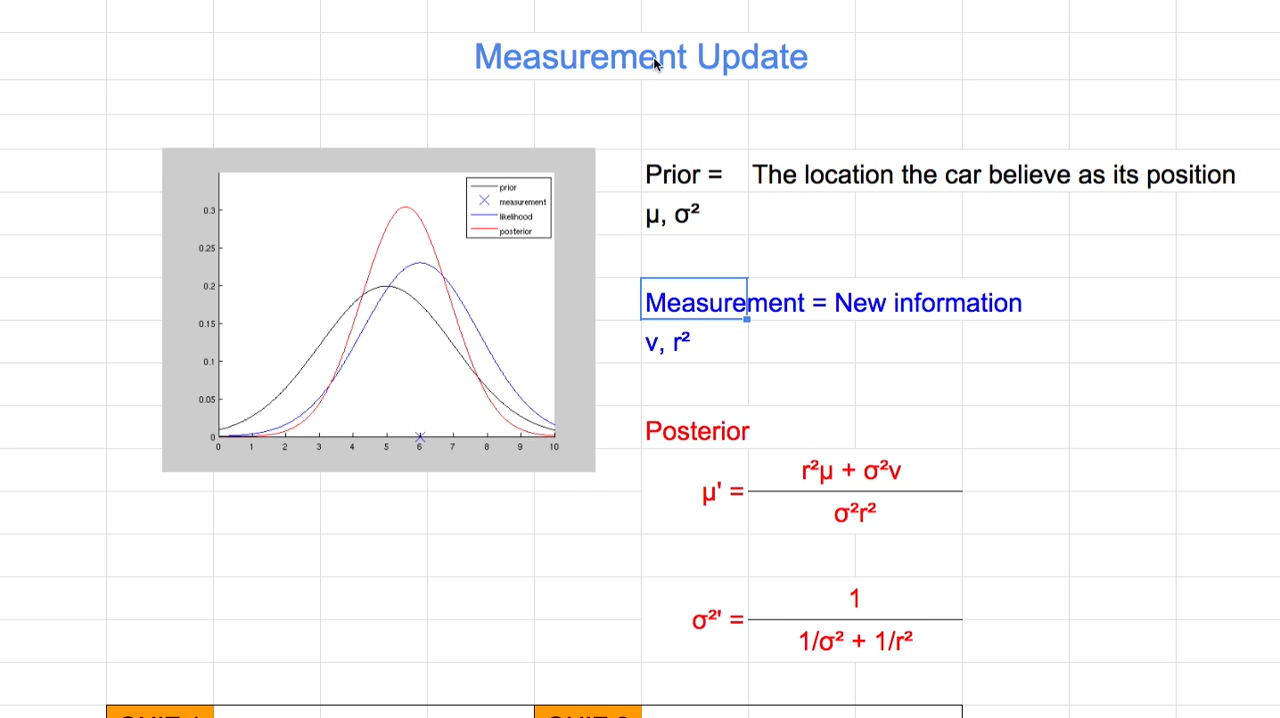 Measurement Update
0.3
0.25
0.2
0.15
0.1
0.05
0
0 1 2 3 4 5 6 7 8 9 10
prior
measurement
likelihood
posterior
Prior = The location the car believe as its position
μ, σ²
Measurement = New information
v, r²
Posterior
μ' =
r²μ + σ²v
σ²r²
σ²' =
1
1/σ² + 1/r²